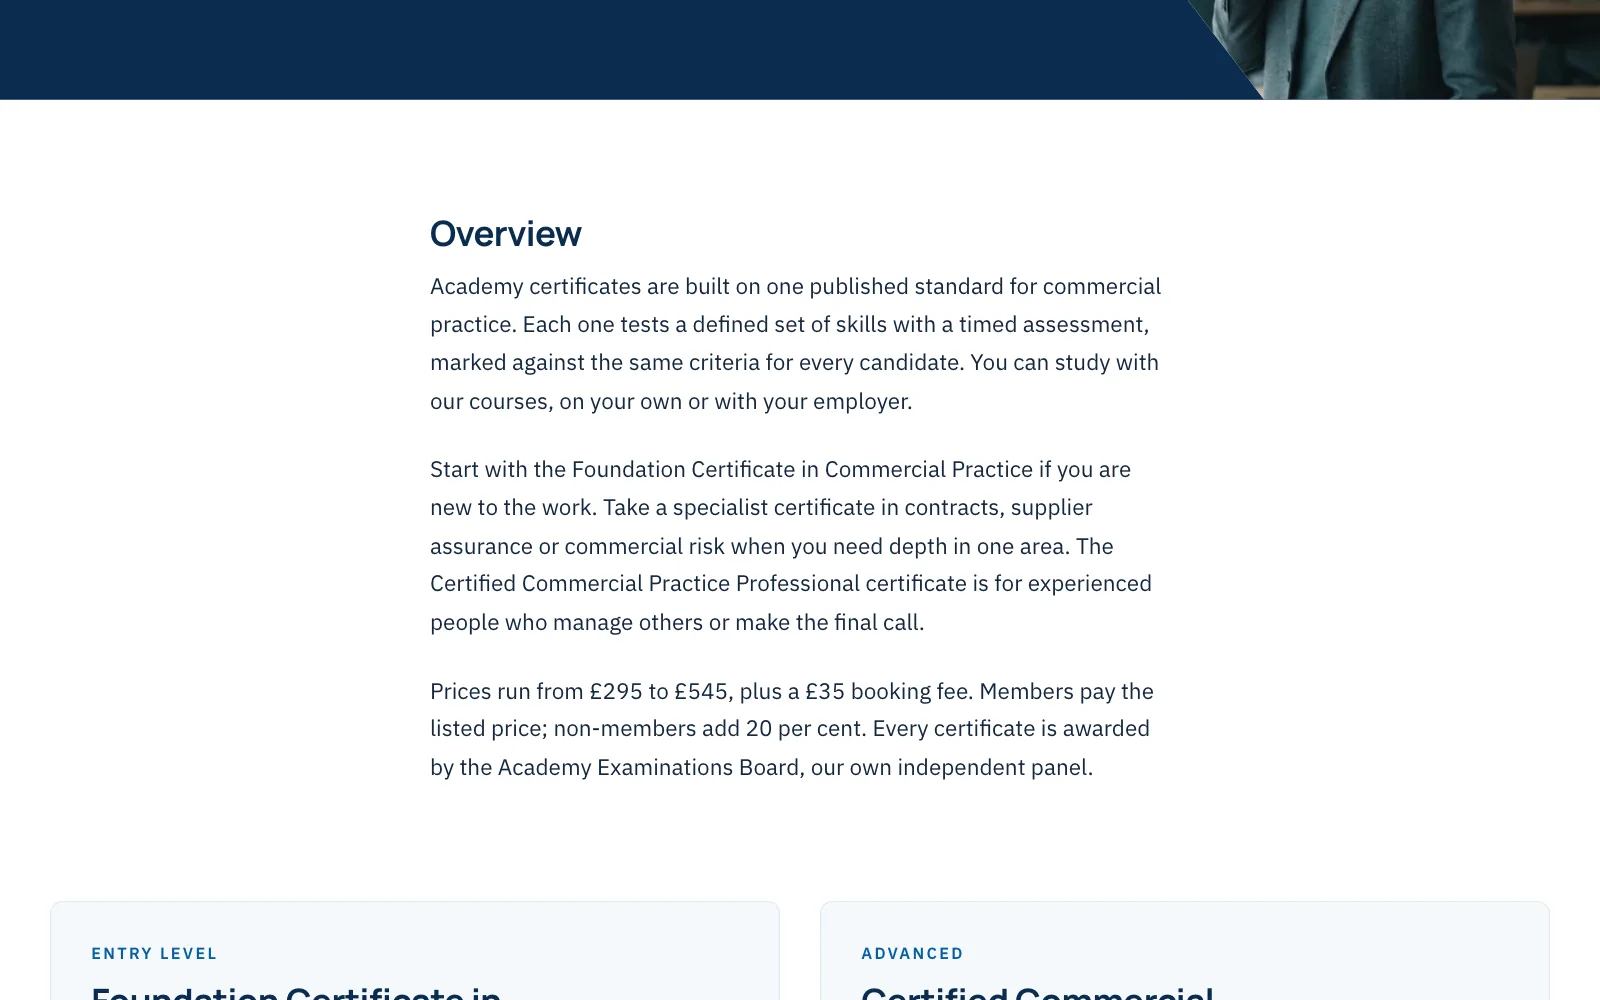 Overview
Academy certificates are built on one published standard for commercial
practice. Each one tests a defined set of skills with a timed assessment,
marked against the same criteria for every candidate. You can study with
our courses, on your own or with your employer.
Start with the Foundation Certificate in Commercial Practice if you are
new to the work. Take a specialist certificate in contracts, supplier
assurance or commercial risk when you need depth in one area. The
Certified Commercial Practice Professional certificate is for experienced
people who manage others or make the final call.
Prices run from £295 to £545, plus a £35 booking fee. Members pay the
listed price; non-members add 20 per cent. Every certificate is awarded
by the Academy Examinations Board, our own independent panel.
ENTRY LEVEL
Foundation Certificate in
ADVANCED
Certified Commercial